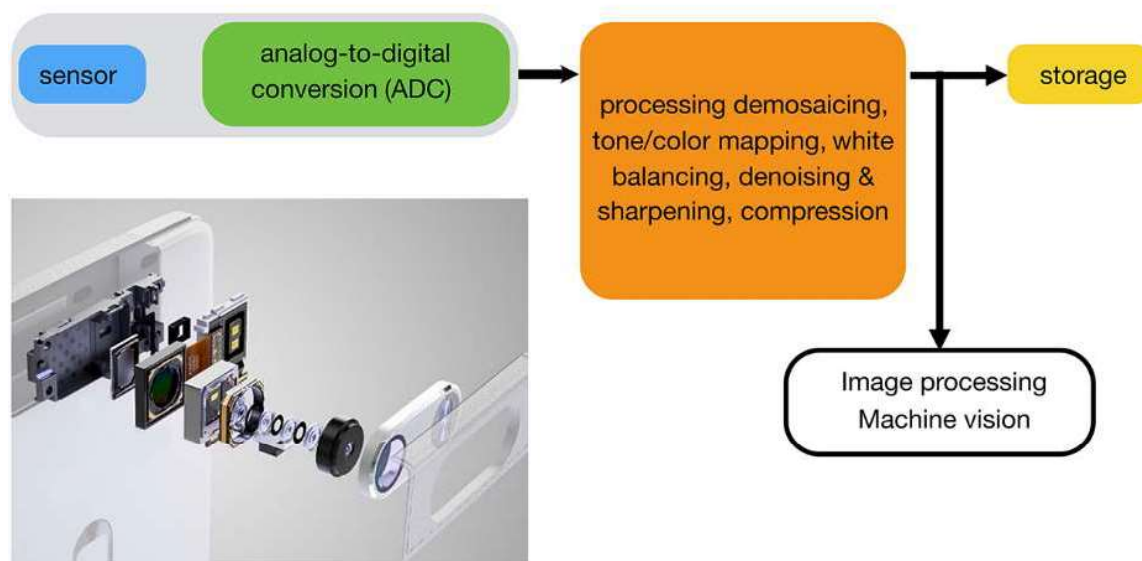 sensor
analog-to-digital
conversion (ADC)
processing demosaicing,
tone/color mapping, white
balancing, denoising &
sharpening, compression
storage
Image processing
Machine vision